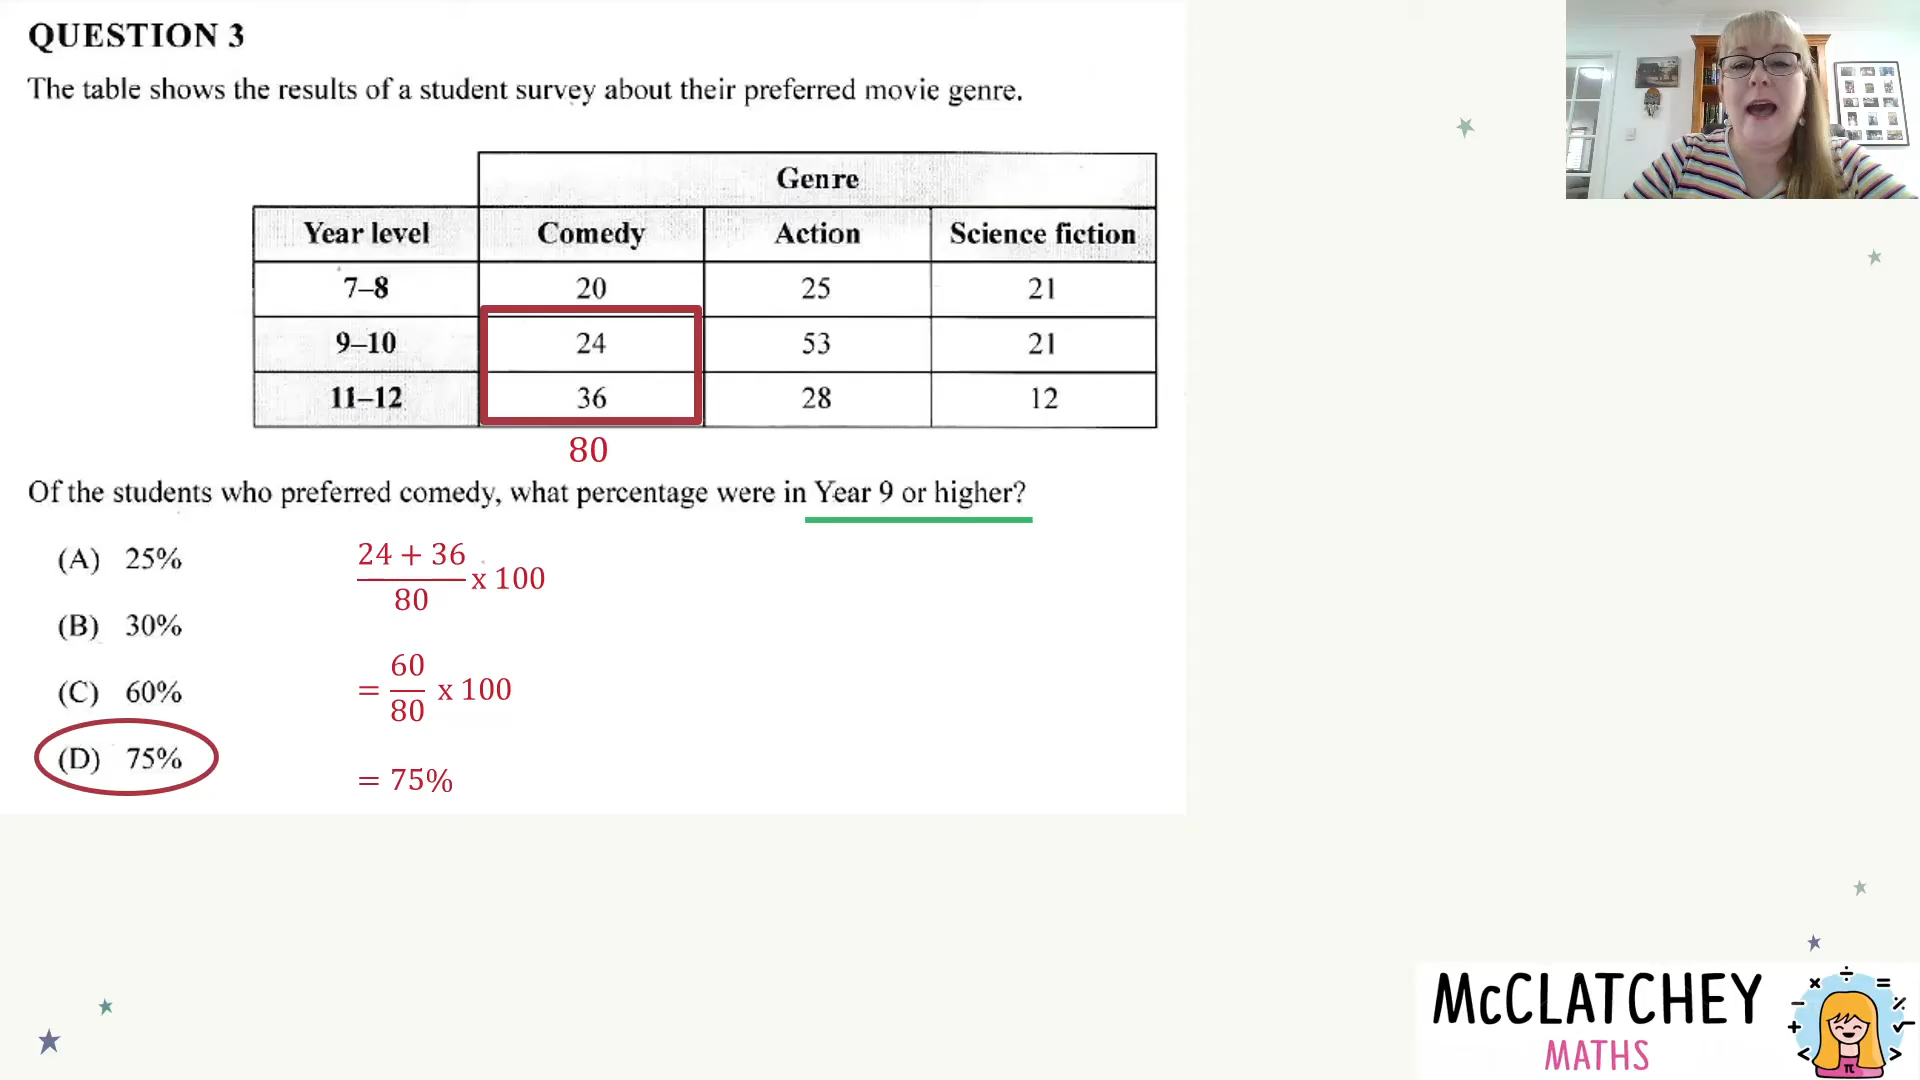 QUESTION 3
The table shows the results of a student survey about their preferred movie genre.
Genre
Year level Comedy Action Science fiction
7–8 20 25 21
9–10 24 53 21
11–12 36 28 12
80
Of the students who preferred comedy, what percentage were in Year 9 or higher?
(A) 25%
(B) 30%
(C) 60%
(D) 75%
24 + 36
80
x 100
= 60
80
x 100
= 75%
McCLATCHEY
MATHS
× ÷ =
− %
+ √
< π >